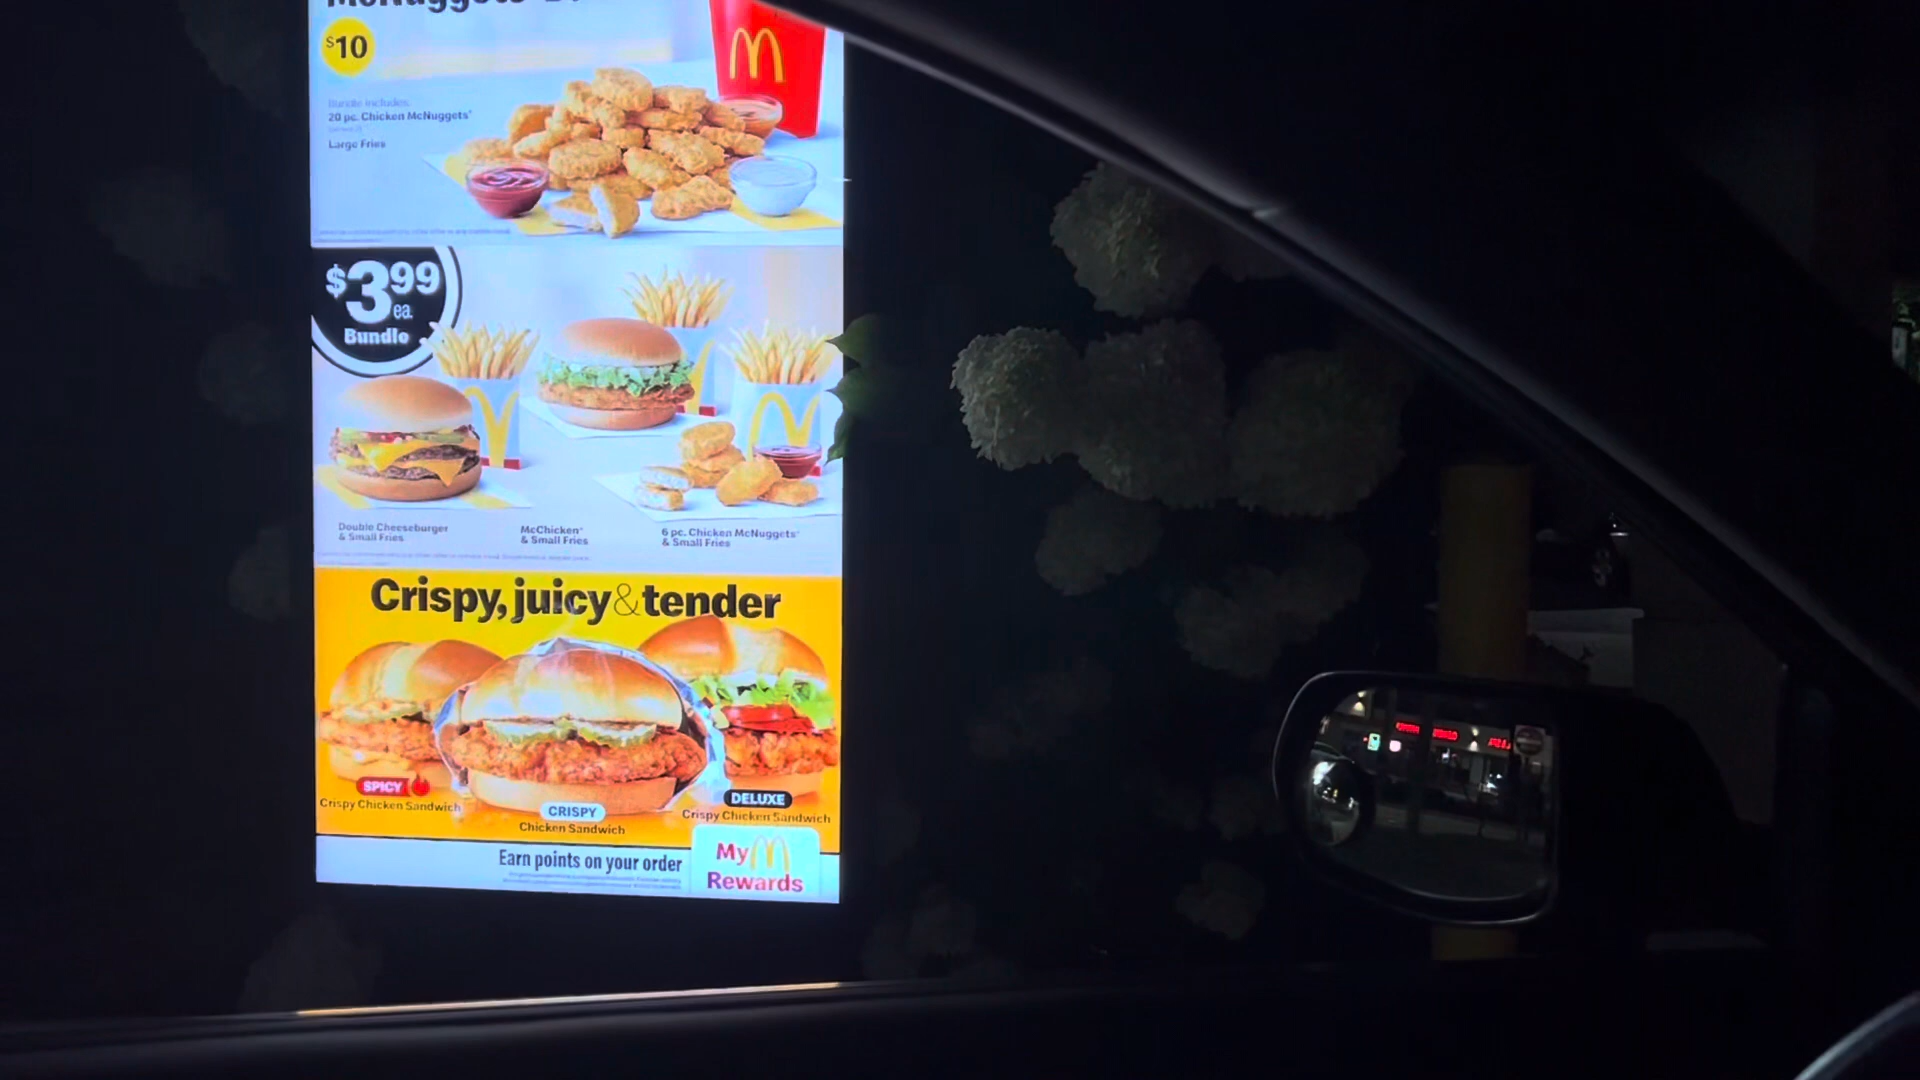 McNuggets
$10
Bundle includes:
20 pc. Chicken McNuggets®
Large Fries
$3.99
ea.
Bundle
Double Cheeseburger
& Small Fries
McChicken®
& Small Fries
6 pc. Chicken McNuggets®
& Small Fries
Crispy, juicy & tender
SPICY
Crispy Chicken Sandwich
CRISPY
Chicken Sandwich
DELUXE
Crispy Chicken Sandwich
Earn points on your order
My
Rewards